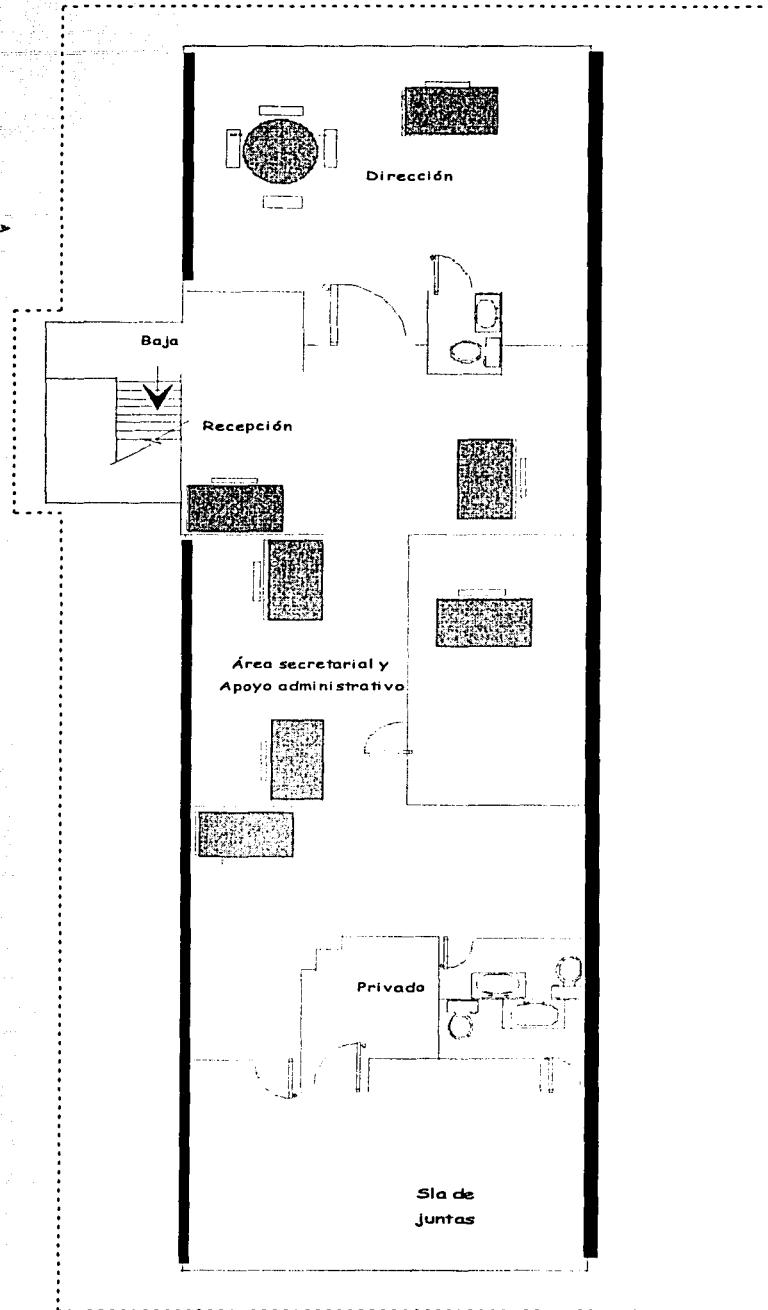 Dirección
Baja
Recepción
Área secretarial y
Apoyo administrativo
Privado
Sla de
juntas